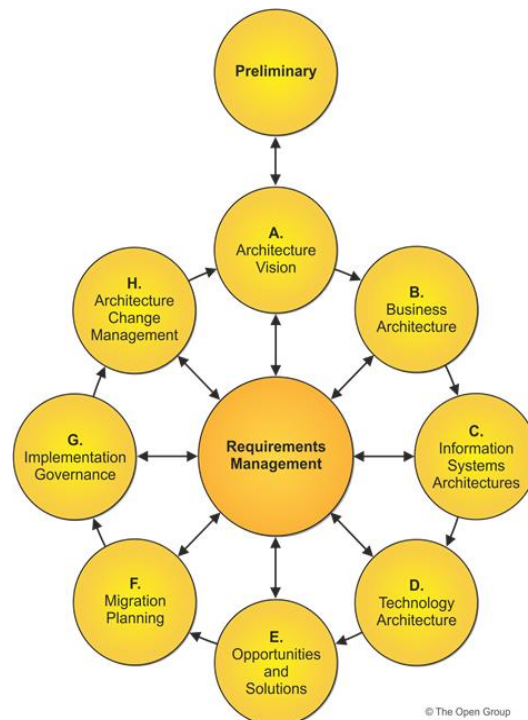 Preliminary
A.
Architecture
Vision
B.
Business
Architecture
C.
Information
Systems
Architectures
D.
Technology
Architecture
E.
Opportunities
and
Solutions
F.
Migration
Planning
G.
Implementation
Governance
H.
Architecture
Change
Management
Requirements
Management
© The Open Group